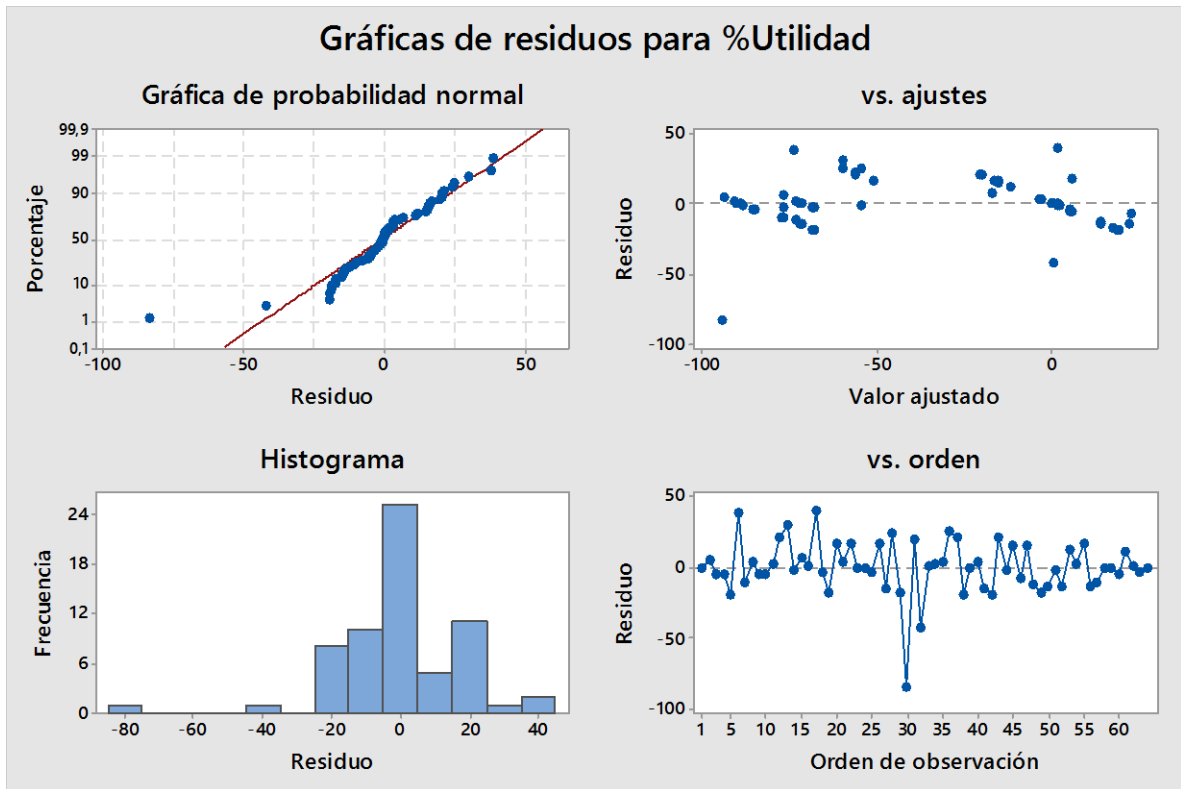 Gráficas de residuos para %Utilidad
Gráfica de probabilidad normal
99,9
99
90
50
10
1
0,1
Porcentaje
-100 -50 0 50
Residuo
vs. ajustes
50
0
-50
-100
Residuo
-100 -50 0
Valor ajustado
Histograma
24
18
12
6
0
Frecuencia
-80 -60 -40 -20 0 20 40
Residuo
vs. orden
50
0
-50
-100
Residuo
1 5 10 15 20 25 30 35 40 45 50 55 60
Orden de observación